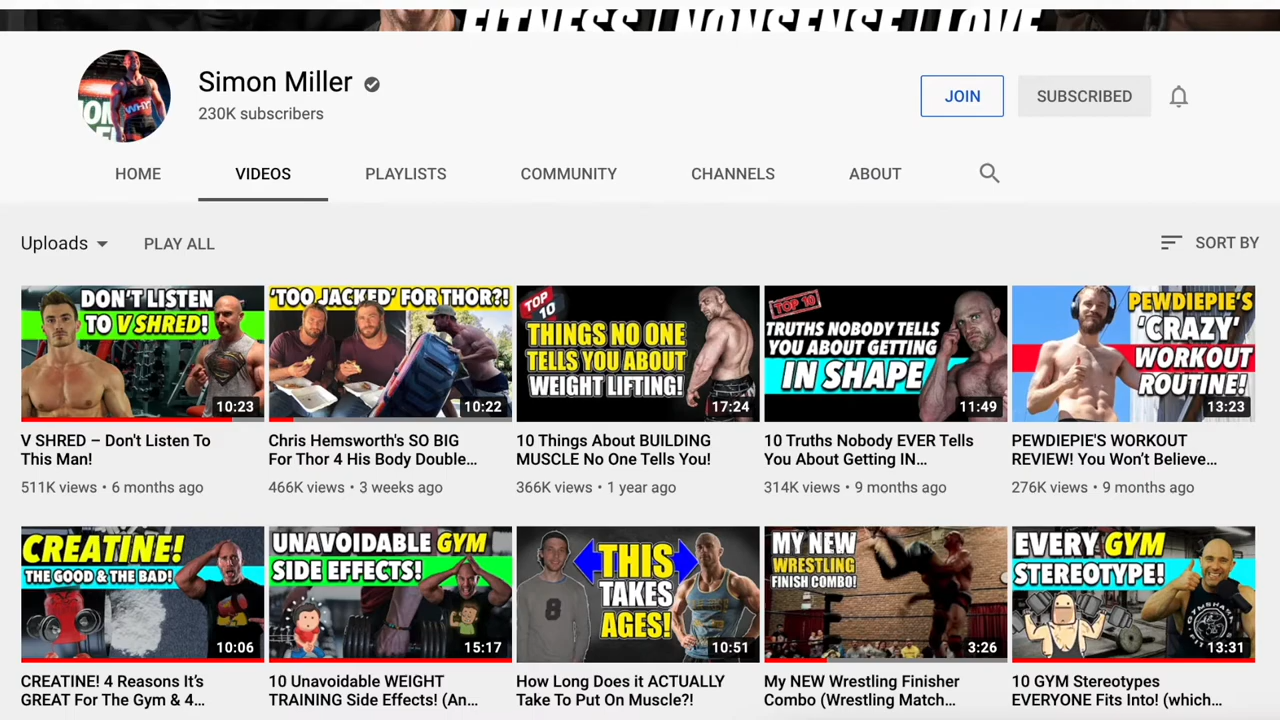 FITNESS | NONSENSE | LOVE
Simon Miller
230K subscribers
JOIN
SUBSCRIBED
HOME
VIDEOS
PLAYLISTS
COMMUNITY
CHANNELS
ABOUT
Uploads
PLAY ALL
SORT BY
DON'T LISTEN
TO V SHRED!
10:23
'TOO JACKED' FOR THOR?!
10:22
TOP
10
THINGS NO ONE
TELLS YOU ABOUT
WEIGHT LIFTING!
17:24
TOP 10
TRUTHS NOBODY TELLS
YOU ABOUT GETTING
IN SHAPE
11:49
PEWDIEPIE'S
'CRAZY'
WORKOUT
ROUTINE!
13:23
V SHRED – Don't Listen To
This Man!
511K views • 6 months ago
Chris Hemsworth's SO BIG
For Thor 4 His Body Double...
466K views • 3 weeks ago
10 Things About BUILDING
MUSCLE No One Tells You!
366K views • 1 year ago
10 Truths Nobody EVER Tells
You About Getting IN...
314K views • 9 months ago
PEWDIEPIE'S WORKOUT
REVIEW! You Won't Believe...
276K views • 9 months ago
CREATINE!
THE GOOD & THE BAD!
10:06
UNAVOIDABLE GYM
SIDE EFFECTS!
15:17
8
THIS
TAKES
AGES!
10:51
MY NEW
WRESTLING
FINISH COMBO!
3:26
EVERY GYM
STEREOTYPE!
13:31
CREATINE! 4 Reasons It's
GREAT For The Gym & 4...
10 Unavoidable WEIGHT
TRAINING Side Effects! (An...
How Long Does it ACTUALLY
Take To Put On Muscle?!
My NEW Wrestling Finisher
Combo (Wrestling Match...
10 GYM Stereotypes
EVERYONE Fits Into! (which...